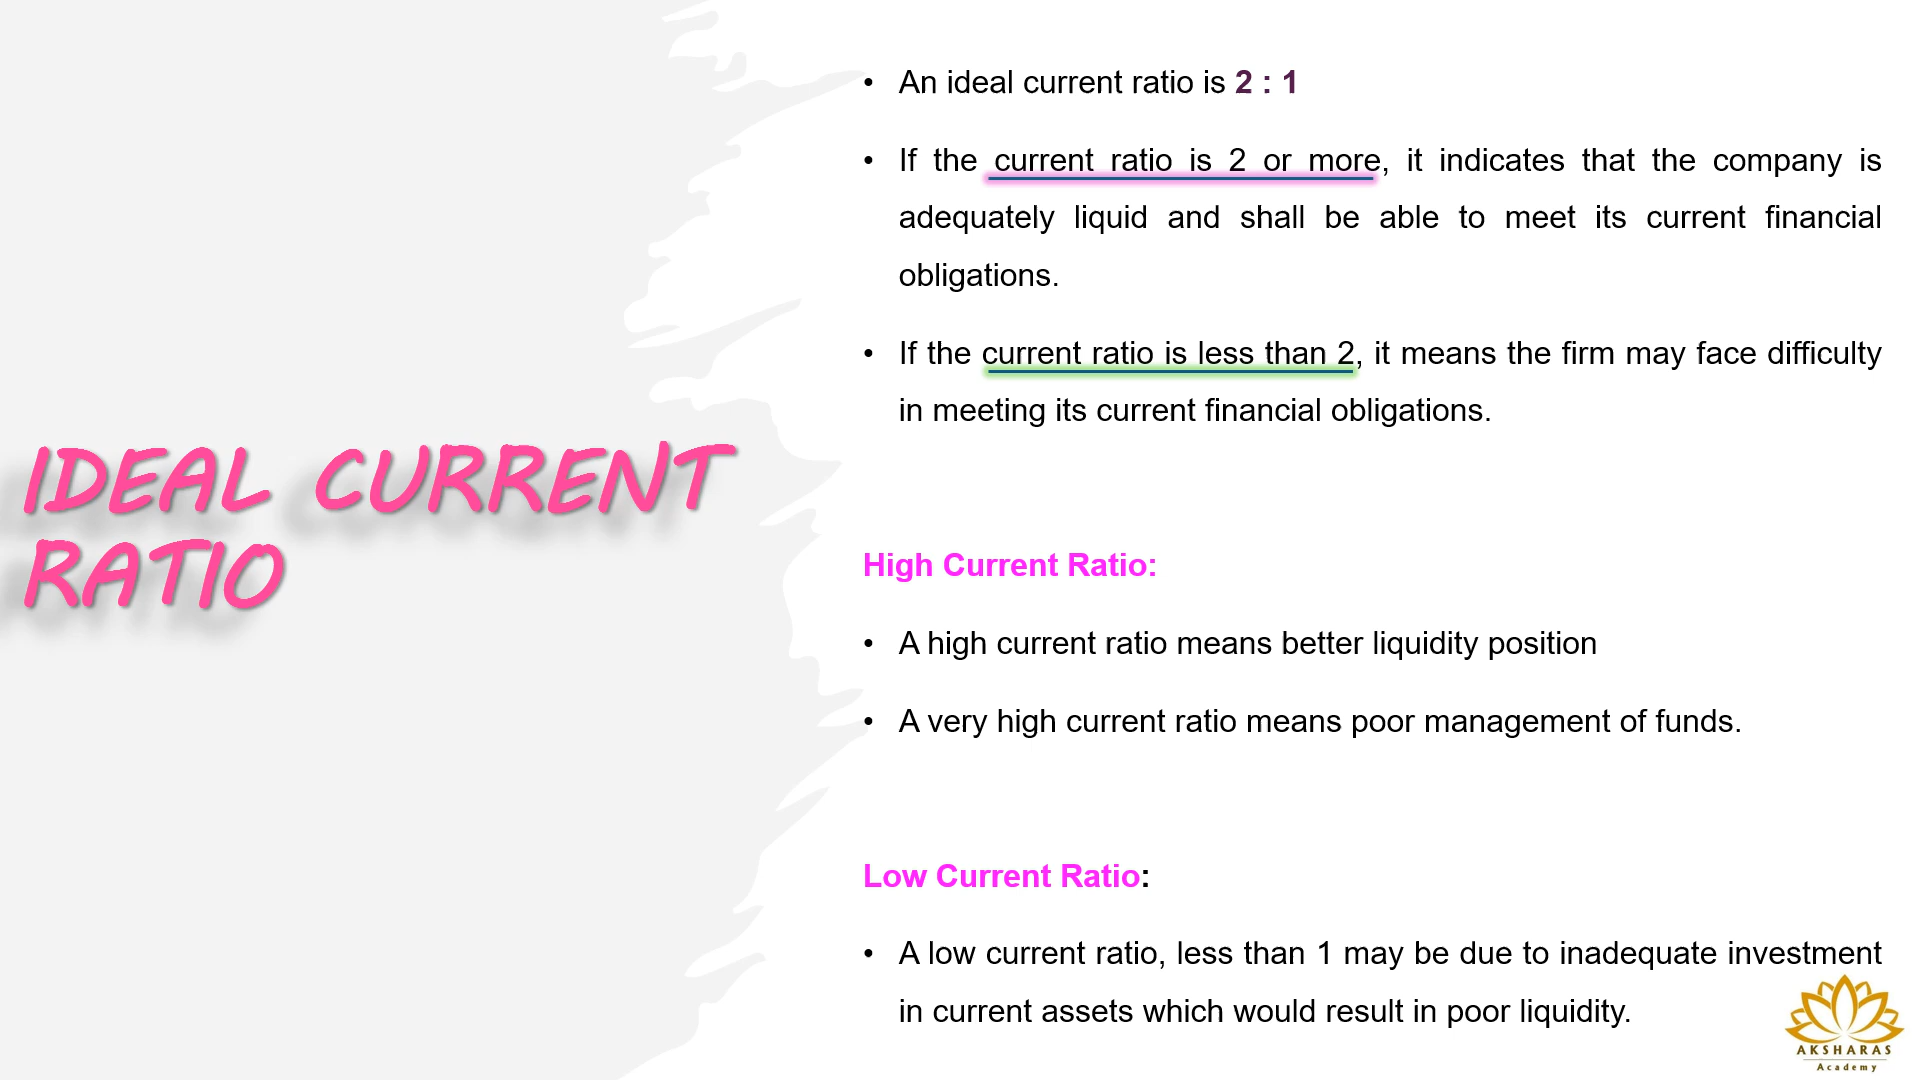 IDEAL CURRENT
RATIO
• An ideal current ratio is 2 : 1
• If the current ratio is 2 or more, it indicates that the company is
adequately liquid and shall be able to meet its current financial
obligations.
• If the current ratio is less than 2, it means the firm may face difficulty
in meeting its current financial obligations.
High Current Ratio:
• A high current ratio means better liquidity position
• A very high current ratio means poor management of funds.
Low Current Ratio:
• A low current ratio, less than 1 may be due to inadequate investment
in current assets which would result in poor liquidity.
AKSHARAS
Academy